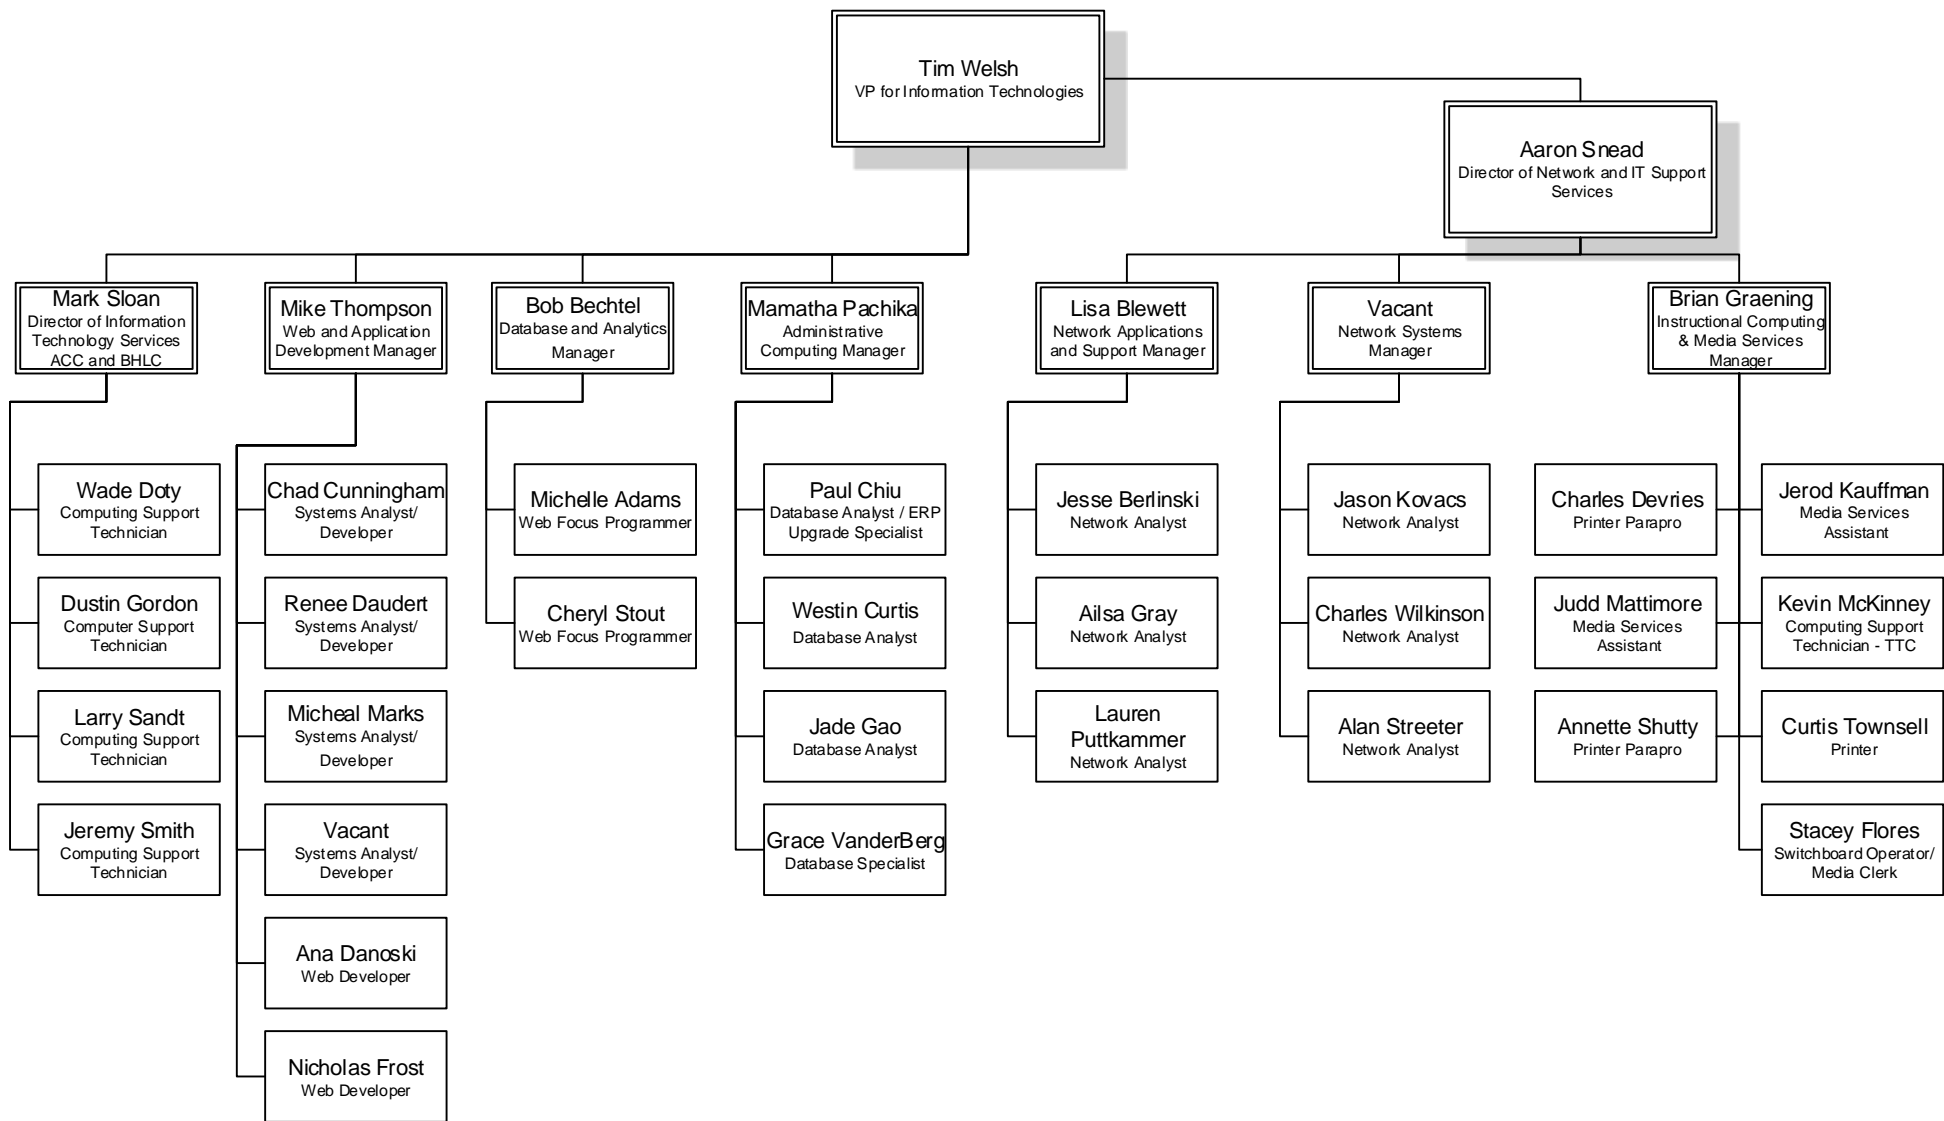 Tim Welsh
VP for Information Technologies
Aaron Snead
Director of Network and IT Support
Services
Mark Sloan
Director of Information
Technology Services
ACC and BHLC
Mike Thompson
Web and Application
Development Manager
Bob Bechtel
Database and Analytics
Manager
Mamatha Pachika
Administrative
Computing Manager
Lisa Blewett
Network Applications
and Support Manager
Vacant
Network Systems
Manager
Brian Graening
Instructional Computing
& Media Services
Manager
Wade Doty
Computing Support
Technician
Chad Cunningham
Systems Analyst/
Developer
Michelle Adams
Web Focus Programmer
Paul Chiu
Database Analyst / ERP
Upgrade Specialist
Jesse Berlinski
Network Analyst
Jason Kovacs
Network Analyst
Charles Devries
Printer Parapro
Jerod Kauffman
Media Services
Assistant
Dustin Gordon
Computer Support
Technician
Renee Daudert
Systems Analyst/
Developer
Cheryl Stout
Web Focus Programmer
Westin Curtis
Database Analyst
Ailsa Gray
Network Analyst
Charles Wilkinson
Network Analyst
Judd Mattimore
Media Services
Assistant
Kevin McKinney
Computing Support
Technician - TTC
Larry Sandt
Computing Support
Technician
Micheal Marks
Systems Analyst/
Developer
Jade Gao
Database Analyst
Lauren
Puttkammer
Network Analyst
Alan Streeter
Network Analyst
Annette Shutty
Printer Parapro
Curtis Townsell
Printer
Jeremy Smith
Computing Support
Technician
Vacant
Systems Analyst/
Developer
Grace VanderBerg
Database Specialist
Stacey Flores
Switchboard Operator/
Media Clerk
Ana Danoski
Web Developer
Nicholas Frost
Web Developer